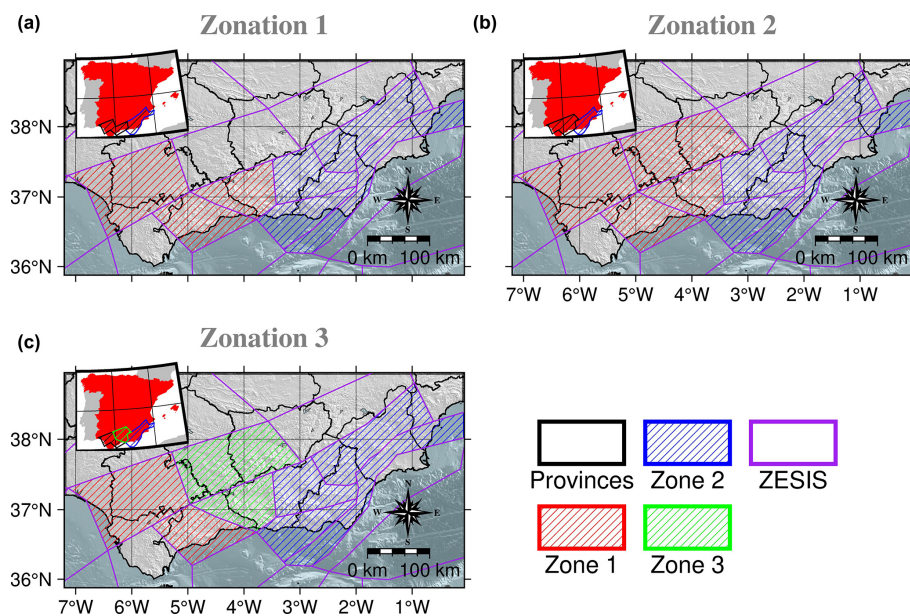 (a)
Zonation 1
(b)
Zonation 2
38°N
37°N
36°N
N
W E
S
0 km 100 km
N
W E
S
0 km 100 km
7°W 6°W 5°W 4°W 3°W 2°W 1°W
(c)
Zonation 3
38°N
37°N
36°N
N
W E
S
0 km 100 km
7°W 6°W 5°W 4°W 3°W 2°W 1°W
Provinces
Zone 2
ZESIS
Zone 1
Zone 3